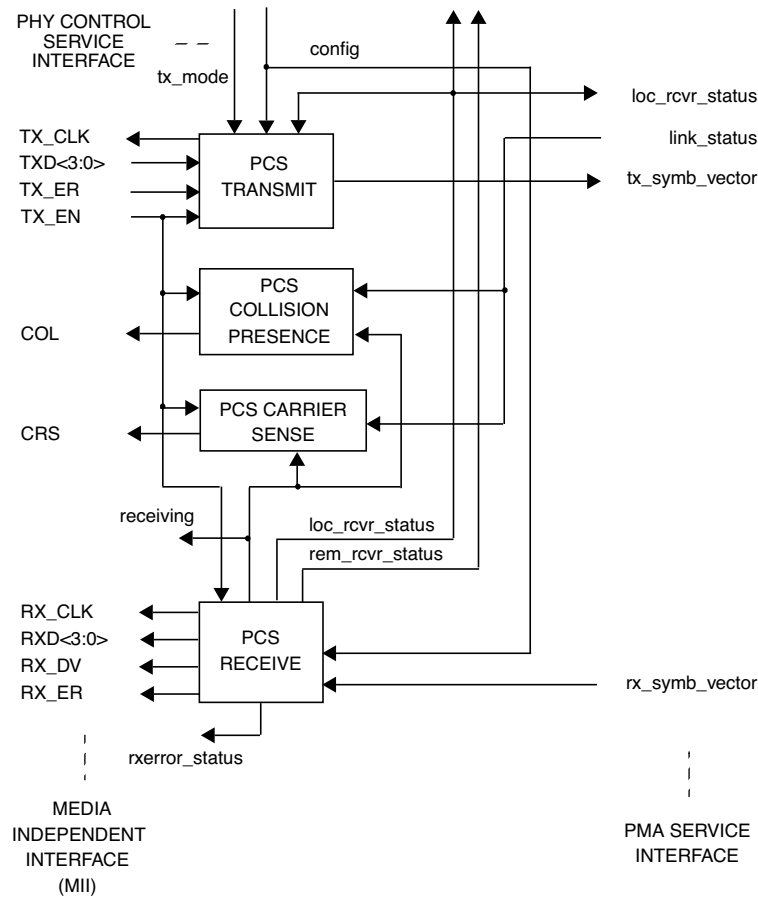 PHY CONTROL
SERVICE
INTERFACE
tx_mode
config
loc_rcvr_status
link_status
tx_symb_vector
TX_CLK
TXD<3:0>
TX_ER
TX_EN
PCS
TRANSMIT
PCS
COLLISION
PRESENCE
COL
PCS CARRIER
SENSE
CRS
receiving
loc_rcvr_status
rem_rcvr_status
RX_CLK
RXD<3:0>
RX_DV
RX_ER
PCS
RECEIVE
rx_symb_vector
rxerror_status
MEDIA
INDEPENDENT
INTERFACE
(MII)
PMA SERVICE
INTERFACE